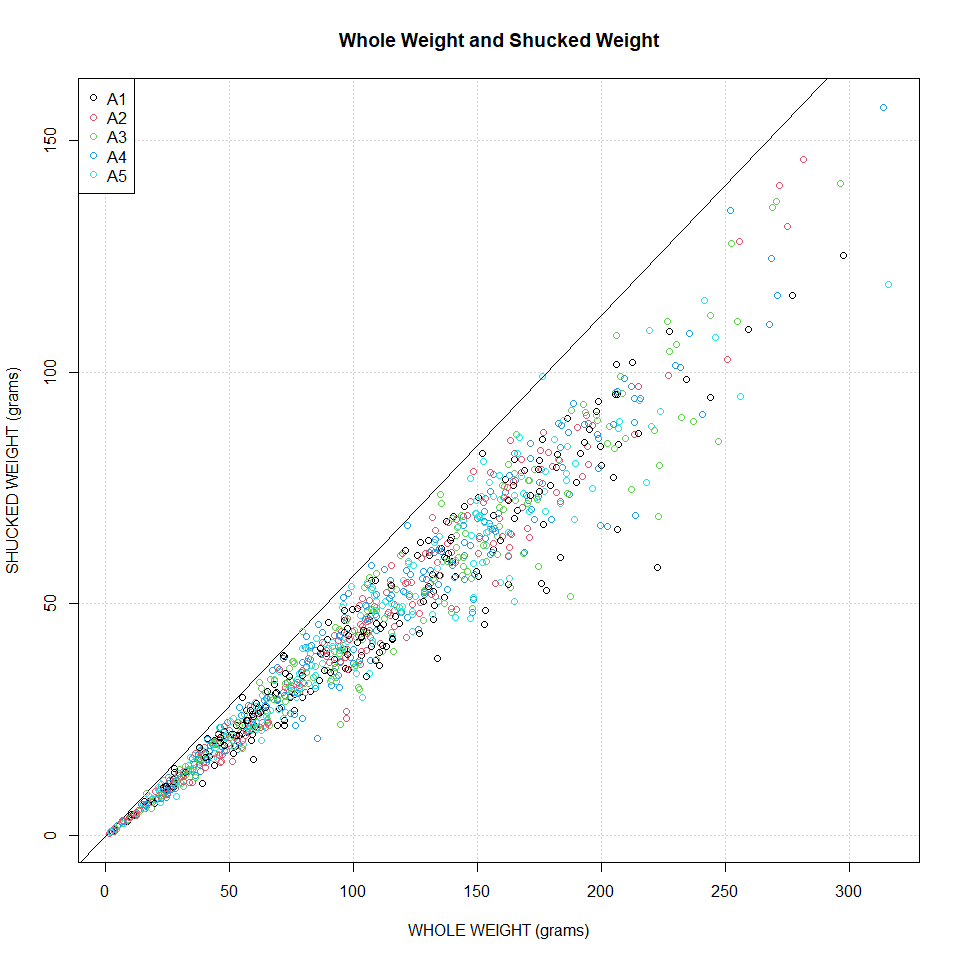 Whole Weight and Shucked Weight
A1
A2
A3
A4
A5
SHUCKED WEIGHT (grams)
150
100
50
0
0 50 100 150 200 250 300
WHOLE WEIGHT (grams)